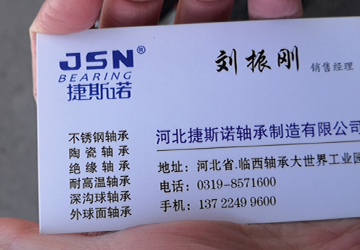 JSN®
BEARING
捷斯诺
刘振刚 销售经理
不锈钢轴承
陶瓷轴承
绝缘轴承
耐高温轴承
深沟球轴承
外球面轴承
河北捷斯诺轴承制造有限公司
地址：河北省.临西轴承大世界工业园
电话：0319-8571600
手机：13 722499600